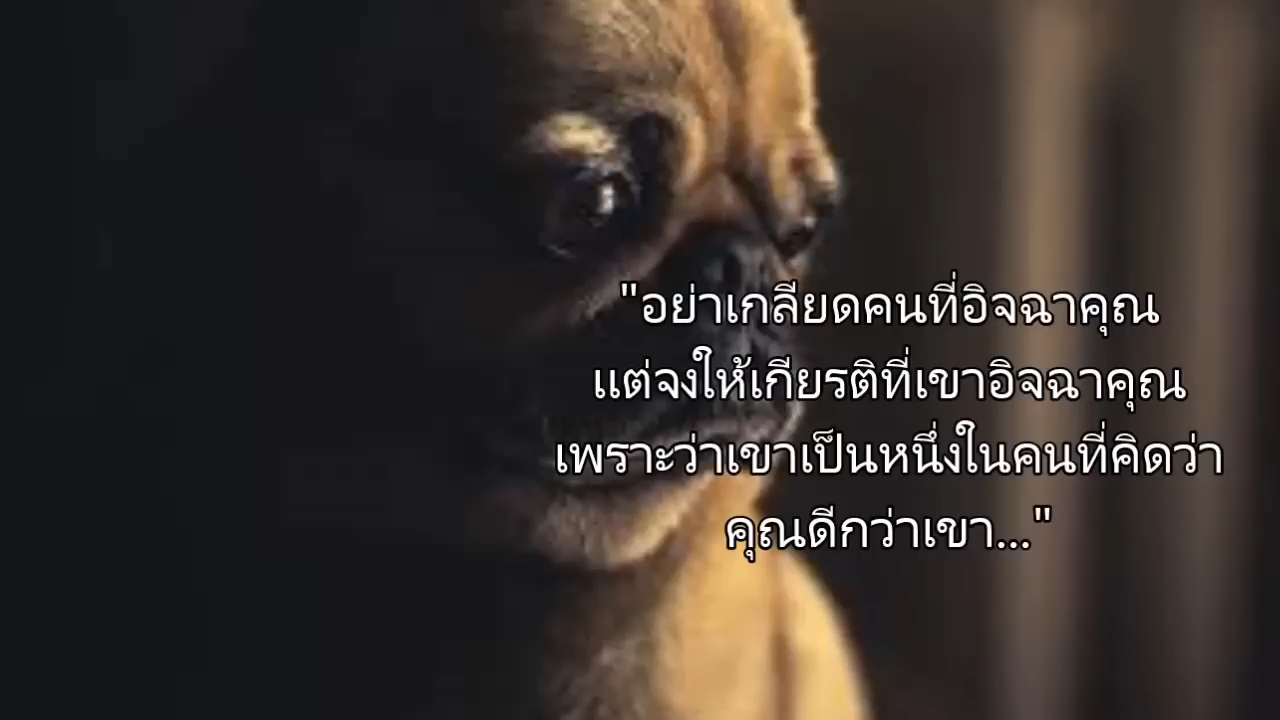 "อย่าเกลียดคนที่อิจฉาคุณ
แต่จงให้เกียรติที่เขาอิจฉาคุณ
เพราะว่าเขาเป็นหนึ่งในคนที่คิดว่า
คุณดีกว่าเขา..."